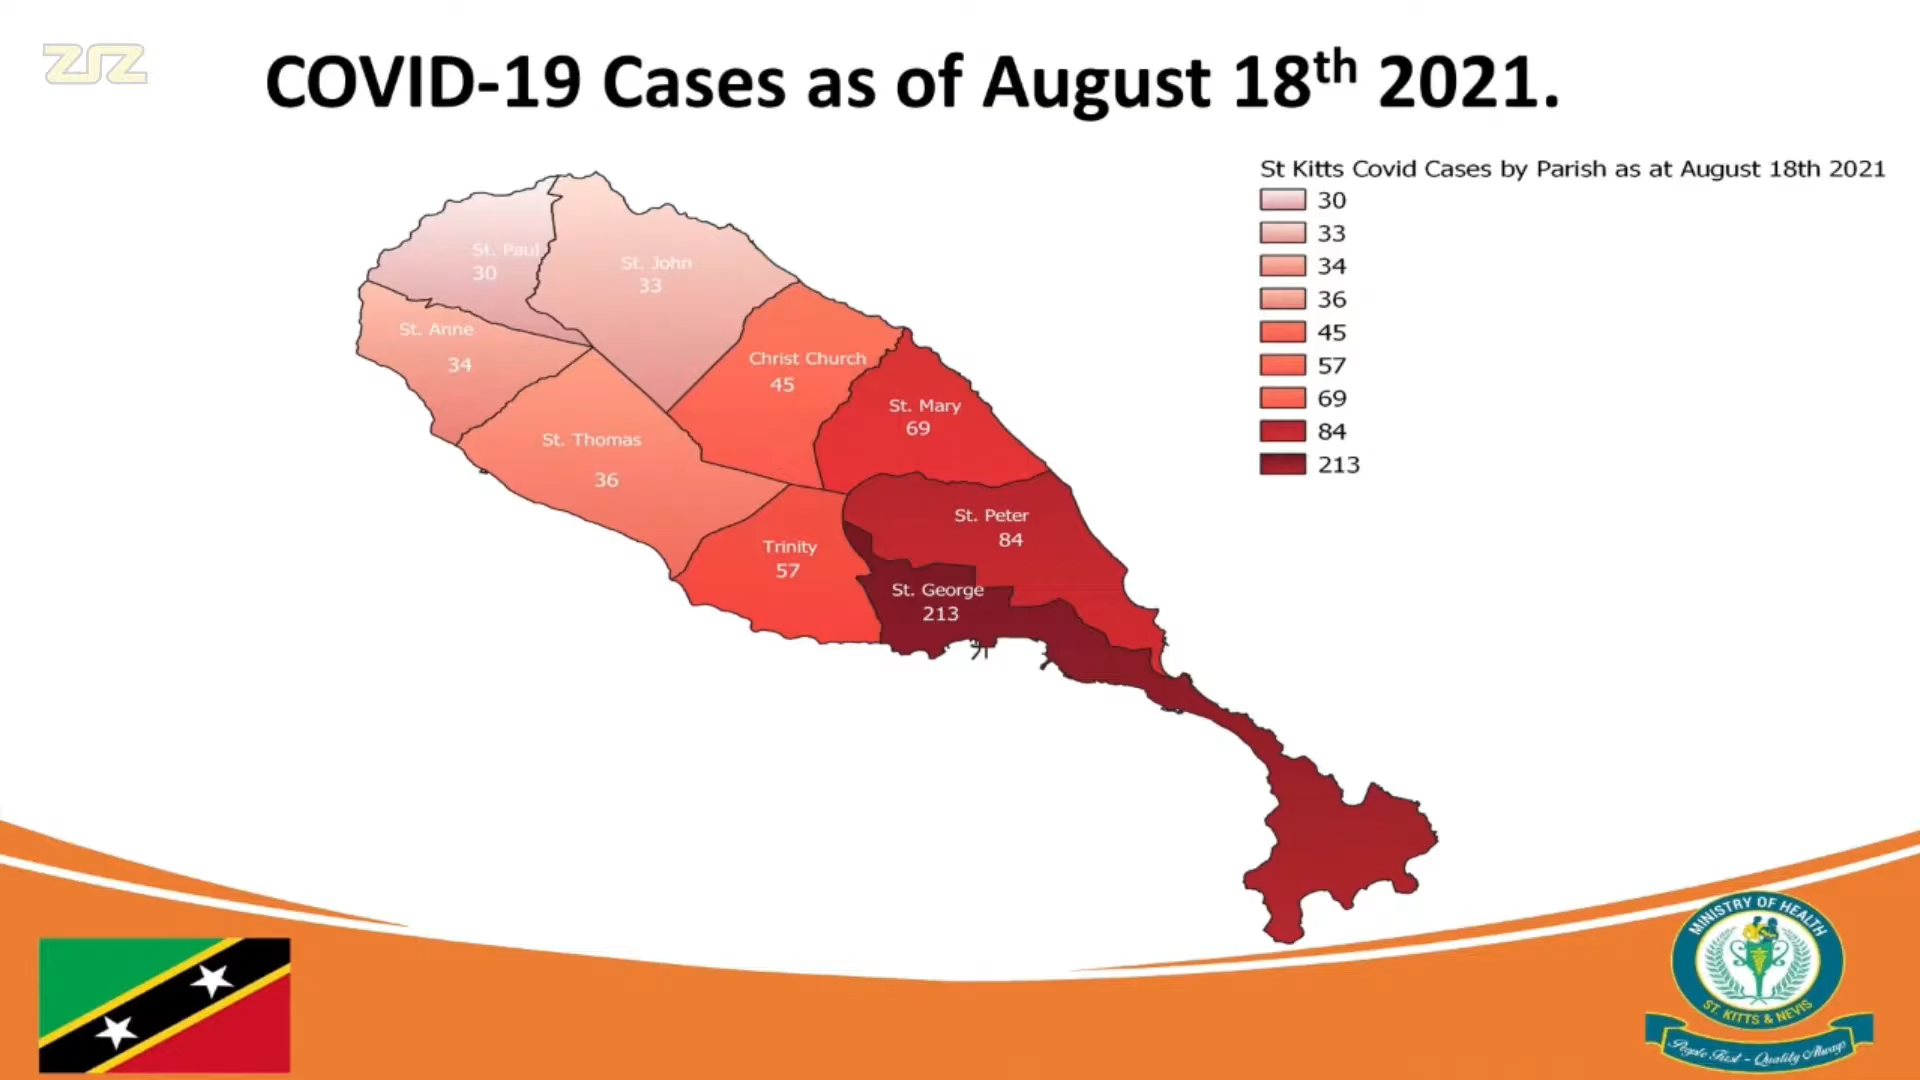 ZIZ
COVID-19 Cases as of August 18th 2021.
St Kitts Covid Cases by Parish as at August 18th 2021
30
33
34
36
45
57
69
84
213
St. Paul
30
St. John
33
St. Anne
34
Christ Church
45
St. Mary
69
St. Thomas
36
St. Peter
84
Trinity
57
St. George
213
MINISTRY OF HEALTH
ST. KITTS & NEVIS
People First - Quality Always